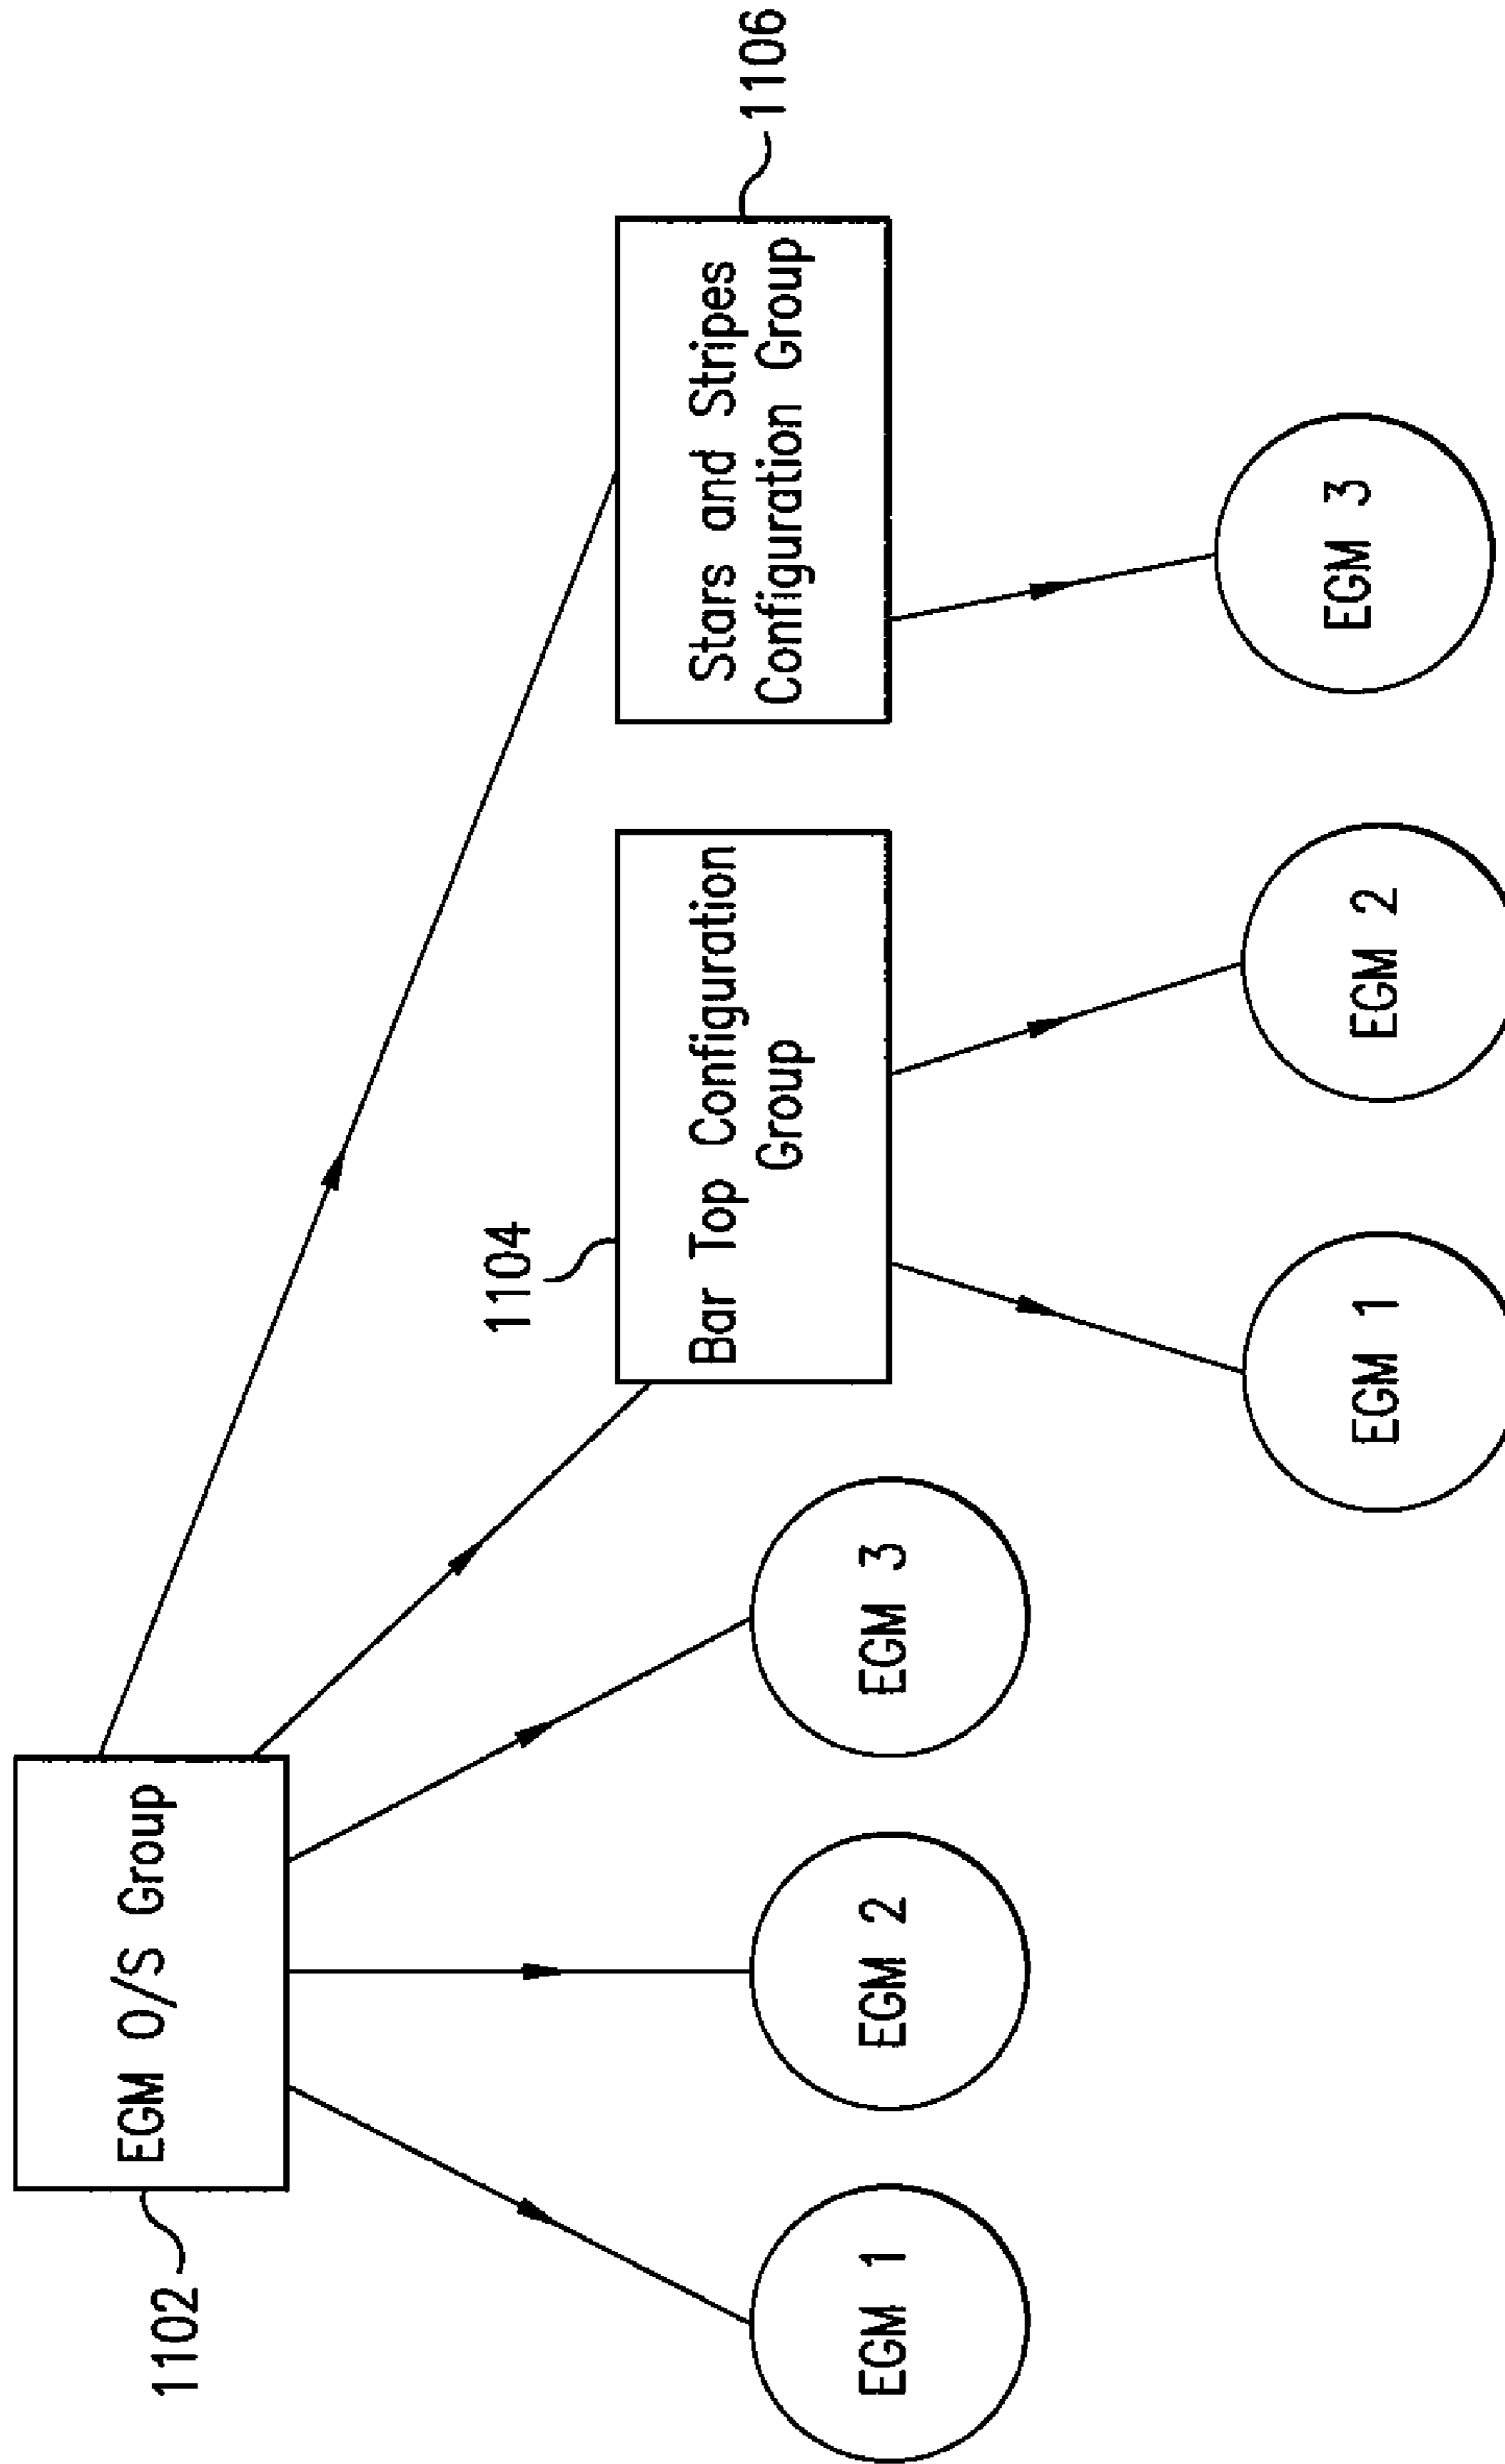 1102
EGM O/S Group
EGM 1
EGM 2
EGM 3
1104
Bar Top Configuration
Group
EGM 1
EGM 2
1106
Stars and Stripes
Configuration Group
EGM 3